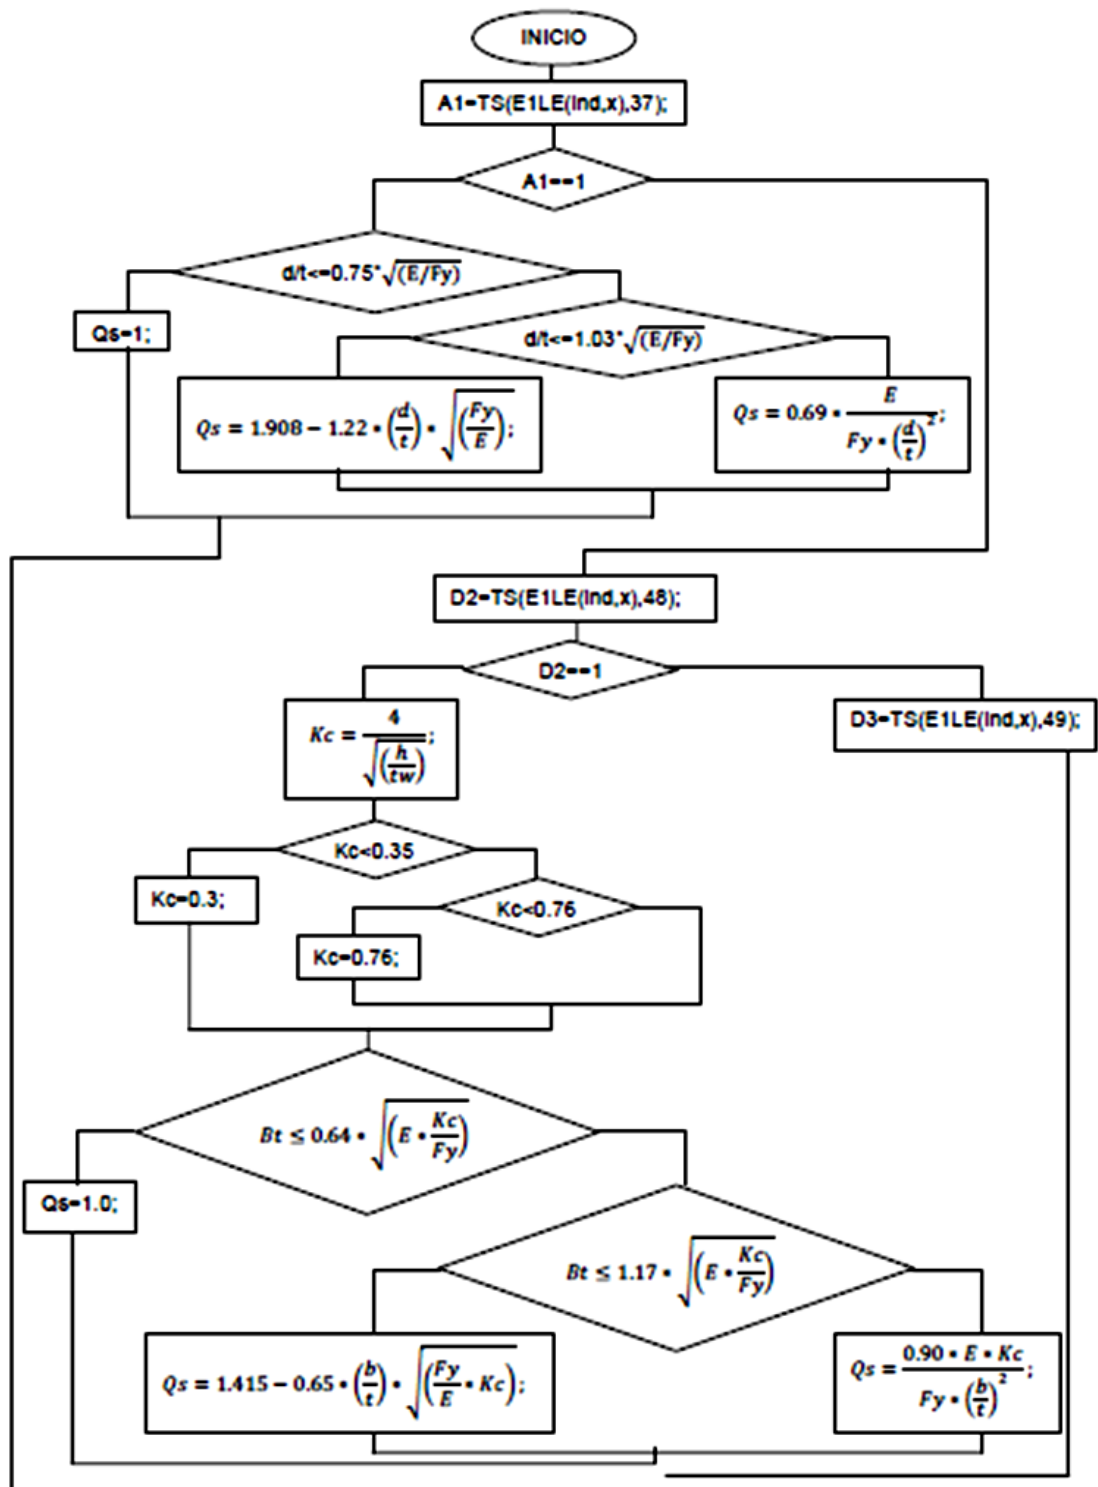 INICIO
A1=TS(E1LE(Ind,x),37);
A1==1
d/t<=0.75*√(E/Fy)
Qs=1;
d/t<=1.03*√(E/Fy)
Qs = 1.908 − 1.22 * (d/t) * √(Fy/E);
Qs = 0.69 * E / (Fy * (d/t)²);
D2=TS(E1LE(Ind,x),48);
D2==1
Kc = 4 / √(h/tw);
D3=TS(E1LE(Ind,x),49);
Kc<0.35
Kc=0.3;
Kc<0.76
Kc=0.76;
Bt ≤ 0.64 * √(E * Kc/Fy)
Qs=1.0;
Bt ≤ 1.17 * √(E * Kc/Fy)
Qs = 1.415 − 0.65 * (b/t) * √(Fy/E * Kc);
Qs = 0.90 * E * Kc / (Fy * (b/t)²);